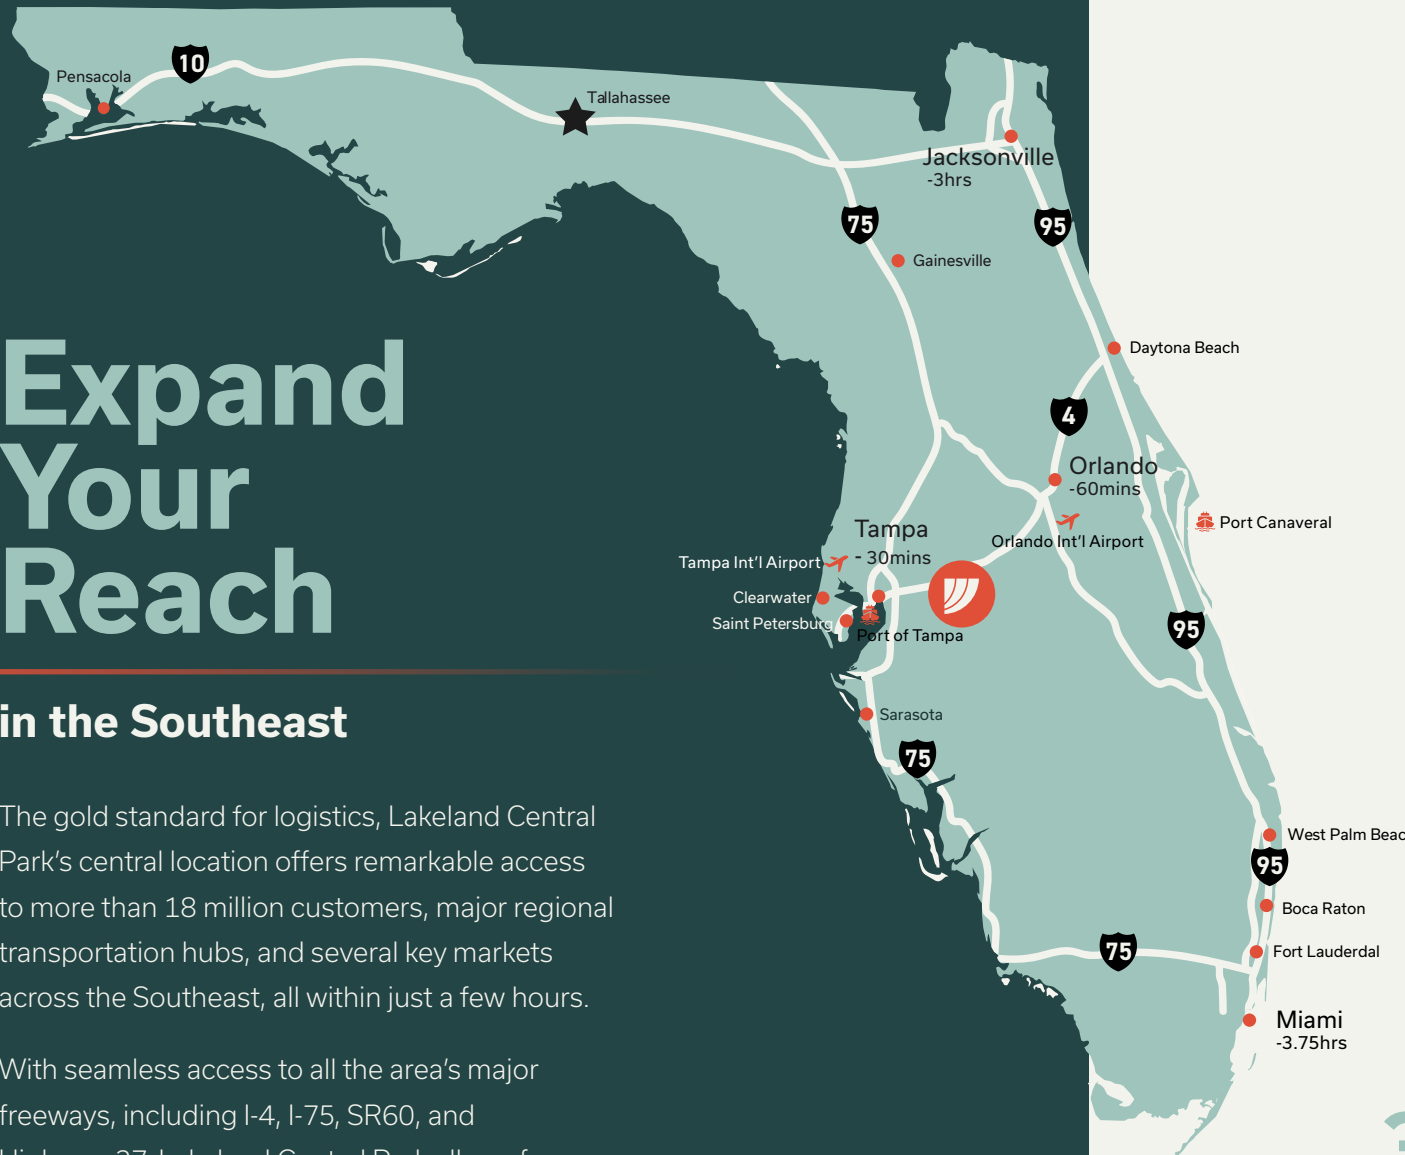 10
Pensacola
Tallahassee
Jacksonville
-3hrs
75
95
Gainesville
Daytona Beach
4
Orlando
-60mins
Port Canaveral
Orlando Int'l Airport
Tampa
- 30mins
Tampa Int'l Airport
Clearwater
Saint Petersburg
Port of Tampa
95
Sarasota
75
West Palm Beac
95
Boca Raton
75
Fort Lauderdal
Miami
-3.75hrs
Expand
Your
Reach
in the Southeast
The gold standard for logistics, Lakeland Central
Park’s central location offers remarkable access
to more than 18 million customers, major regional
transportation hubs, and several key markets
across the Southeast, all within just a few hours.
With seamless access to all the area’s major
freeways, including I-4, I-75, SR60, and